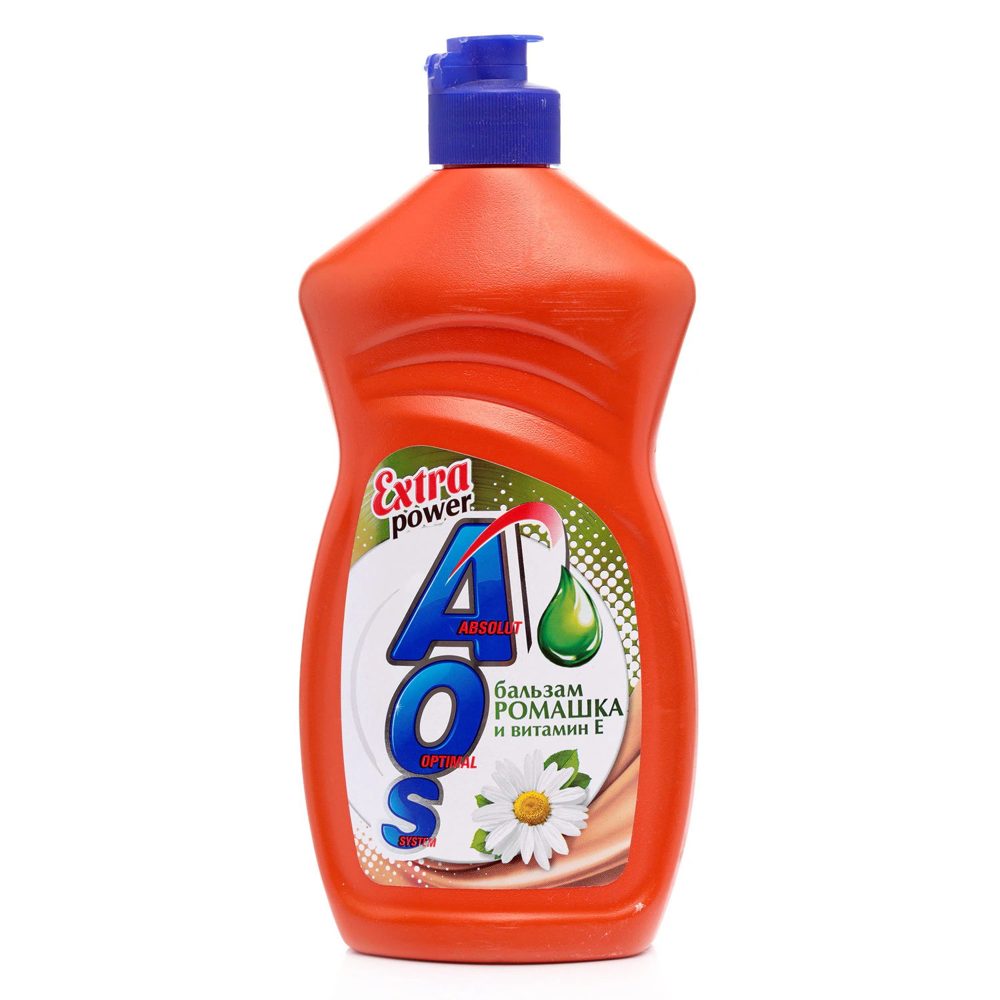 Extra
power
A
ABSOLUT
O
OPTIMAL
S
SYSTEM
бальзам
РОМАШКА
и витамин Е